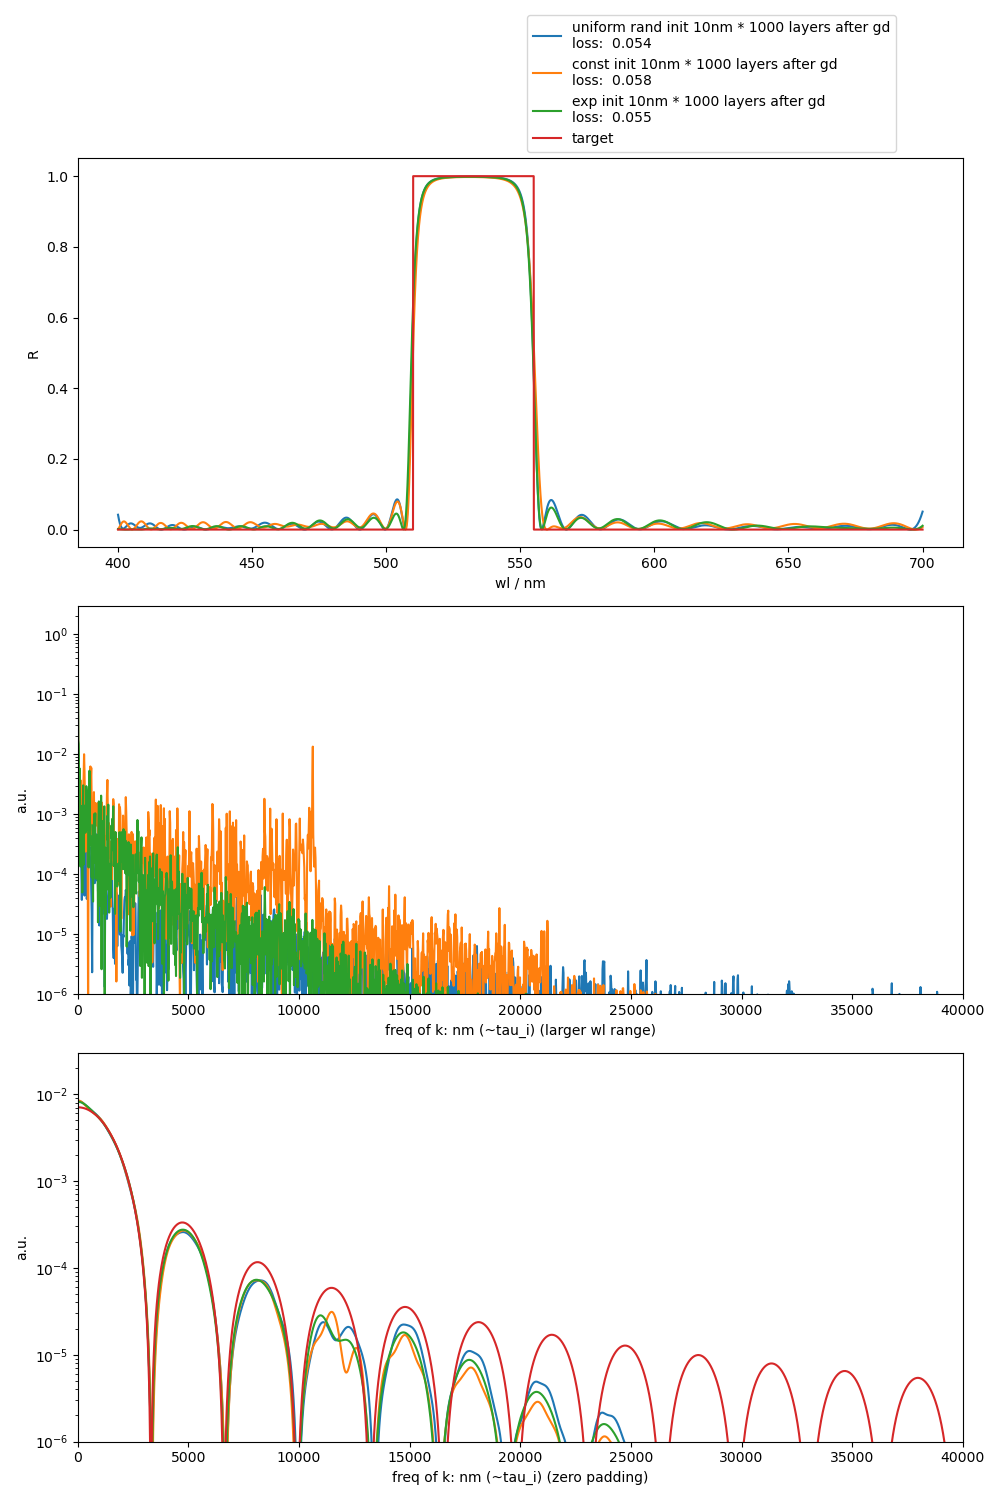 uniform rand init 10nm * 1000 layers after gd
loss:  0.054
const init 10nm * 1000 layers after gd
loss:  0.058
exp init 10nm * 1000 layers after gd
loss:  0.055
target
1.0
0.8
0.6
0.4
0.2
0.0
R
400 450 500 550 600 650 700
wl / nm
10^0
10^-1
10^-2
10^-3
10^-4
10^-5
10^-6
a.u.
0 5000 10000 15000 20000 25000 30000 35000 40000
freq of k: nm (~tau_i) (larger wl range)
10^-2
10^-3
10^-4
10^-5
10^-6
a.u.
0 5000 10000 15000 20000 25000 30000 35000 40000
freq of k: nm (~tau_i) (zero padding)